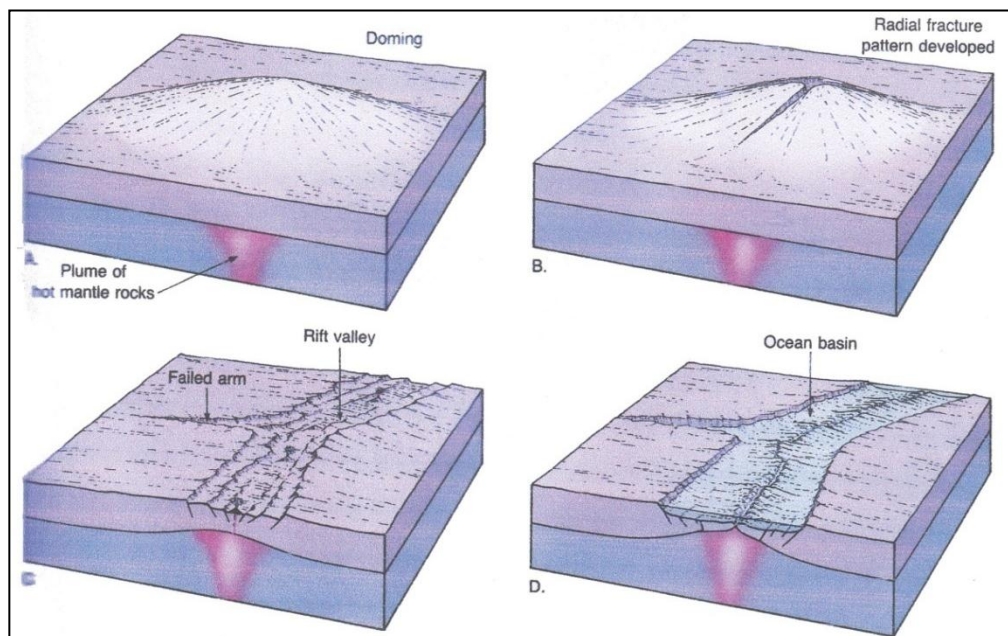 Doming
Radial fracture
pattern developed
A.
Plume of
hot mantle rocks
B.
Rift valley
Failed arm
C
Ocean basin
D.